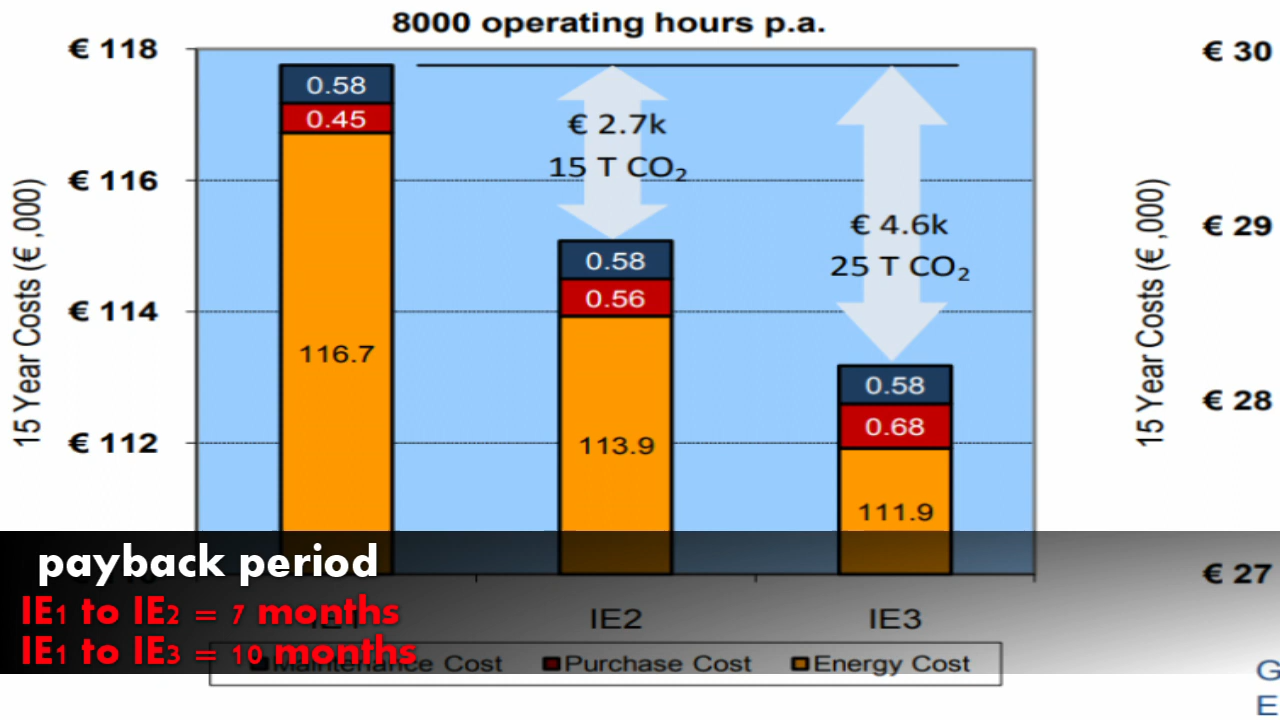 8000 operating hours p.a.
€ 118
€ 116
€ 114
€ 112
15 Year Costs (€ ,000)
0.58
0.45
116.7
€ 2.7k
15 T CO₂
0.58
0.56
113.9
€ 4.6k
25 T CO₂
0.58
0.68
111.9
€ 30
€ 29
€ 28
€ 27
15 Year Costs (€ ,000)
payback period
IE1 to IE2 = 7 months
IE1 to IE3 = 10 months
IE2
IE3
Maintenance Cost
Purchase Cost
Energy Cost
G
E